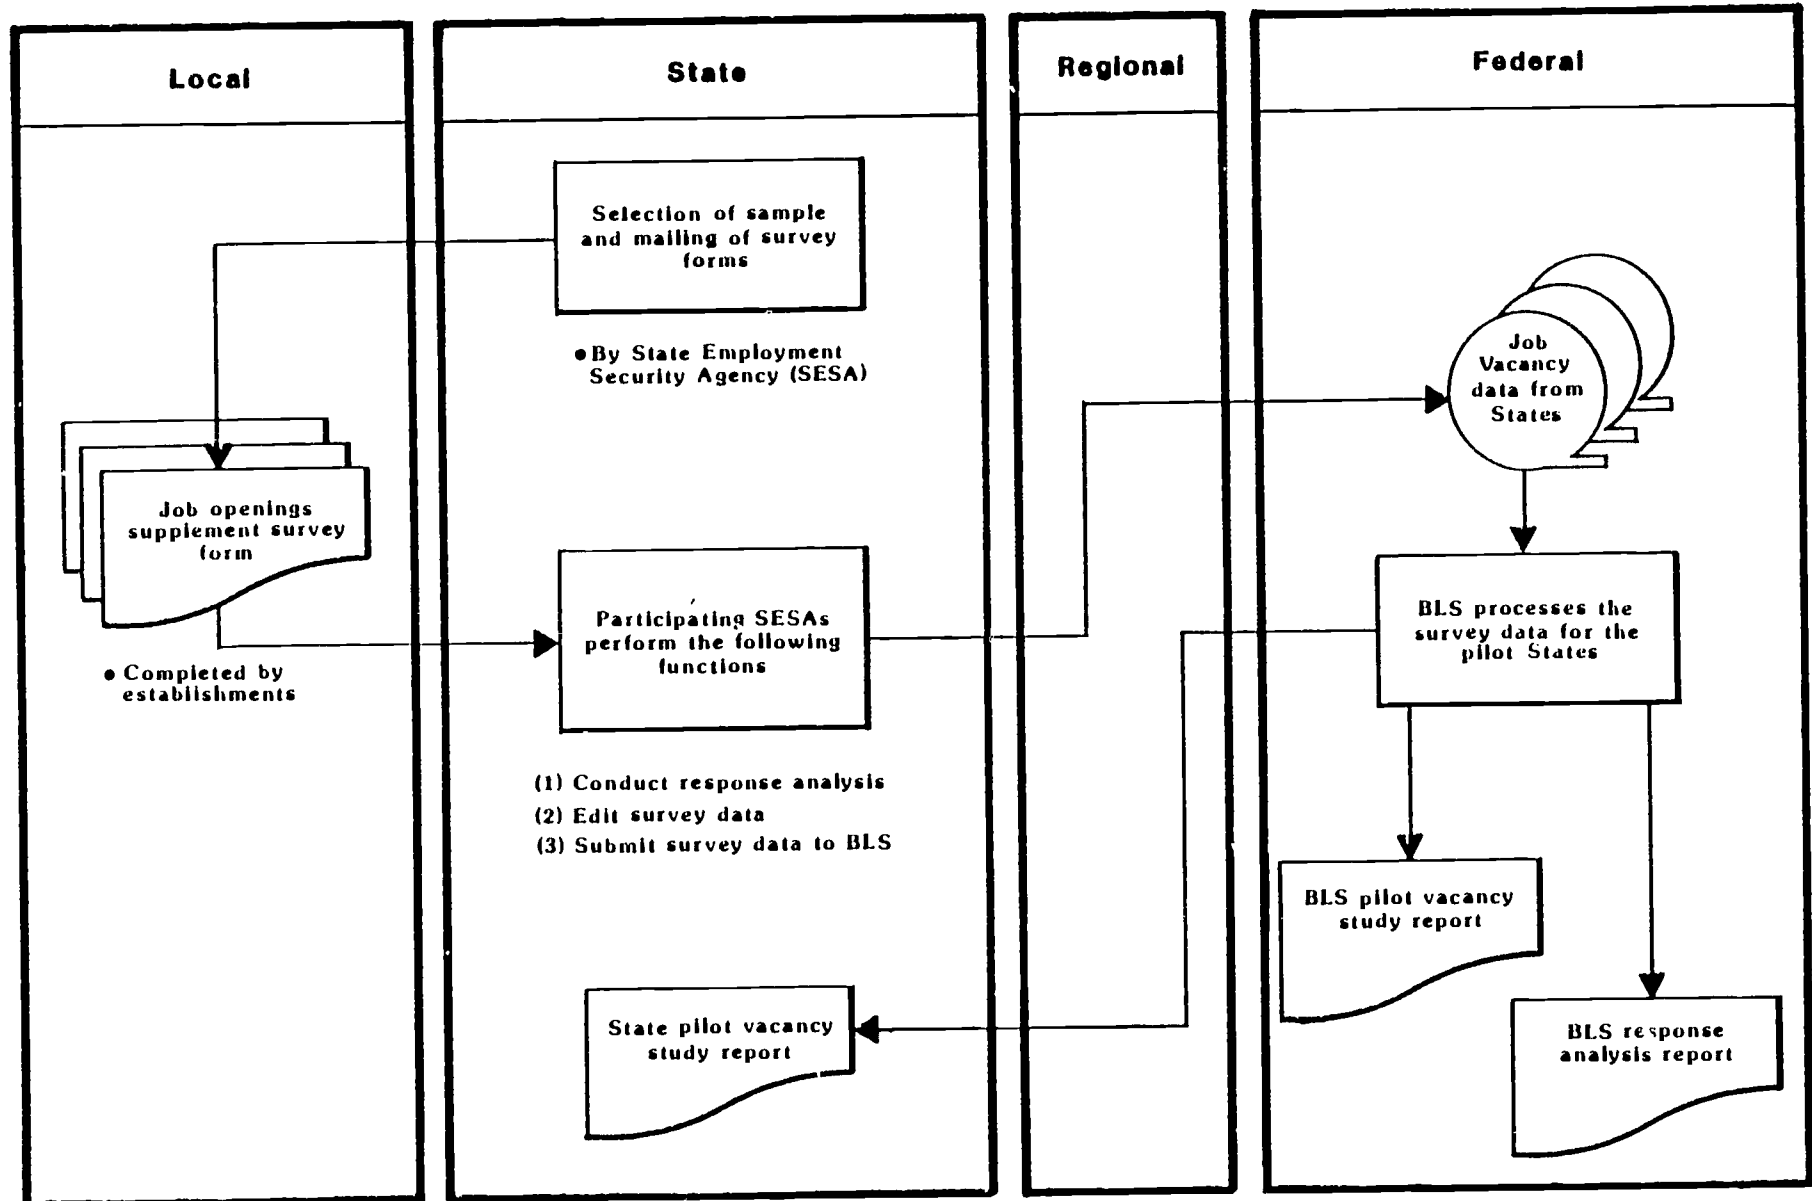 Local
State
Regional
Federal
Selection of sample
and mailing of survey
forms
• By State Employment
Security Agency (SESA)
Job openings
supplement survey
form
• Completed by
establishments
Participating SESAs
perform the following
functions
(1) Conduct response analysis
(2) Edit survey data
(3) Submit survey data to BLS
State pilot vacancy
study report
Job
Vacancy
data from
States
BLS processes the
survey data for the
pilot States
BLS pilot vacancy
study report
BLS response
analysis report